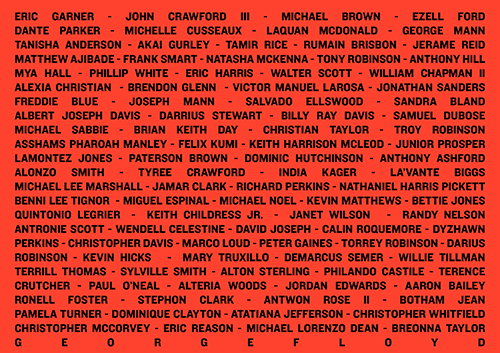 ERIC GARNER - JOHN CRAWFORD III - MICHAEL BROWN - EZELL FORD
DANTE PARKER - MICHELLE CUSSEAUX - LAQUAN MCDONALD - GEORGE MANN
TANISHA ANDERSON - AKAI GURLEY - TAMIR RICE - RUMAIN BRISBON - JERAME REID
MATTHEW AJIBADE - FRANK SMART - NATASHA MCKENNA - TONY ROBINSON - ANTHONY HILL
MYA HALL - PHILLIP WHITE - ERIC HARRIS - WALTER SCOTT - WILLIAM CHAPMAN II
ALEXIA CHRISTIAN - BRENDON GLENN - VICTOR MANUEL LAROSA - JONATHAN SANDERS
FREDDIE BLUE - JOSEPH MANN - SALVADO ELLSWOOD - SANDRA BLAND
ALBERT JOSEPH DAVIS - DARRIUS STEWART - BILLY RAY DAVIS - SAMUEL DUBOSE
MICHAEL SABBIE - BRIAN KEITH DAY - CHRISTIAN TAYLOR - TROY ROBINSON
ASSHAMS PHAROAH MANLEY - FELIX KUMI - KEITH HARRISON MCLEOD - JUNIOR PROSPER
LAMONTEZ JONES - PATERSON BROWN - DOMINIC HUTCHINSON - ANTHONY ASHFORD
ALONZO SMITH - TYREE CRAWFORD - INDIA KAGER - LA'VANTE BIGGS
MICHAEL LEE MARSHALL - JAMAR CLARK - RICHARD PERKINS - NATHANIEL HARRIS PICKETT
BENNI LEE TIGNOR - MIGUEL ESPINAL - MICHAEL NOEL - KEVIN MATTHEWS - BETTIE JONES
QUINTONIO LEGRIER - KEITH CHILDRESS JR. - JANET WILSON - RANDY NELSON
ANTRONIE SCOTT - WENDELL CELESTINE - DAVID JOSEPH - CALIN ROQUEMORE - DYZHAWN
PERKINS - CHRISTOPHER DAVIS - MARCO LOUD - PETER GAINES - TORREY ROBINSON - DARIUS
ROBINSON - KEVIN HICKS - MARY TRUXILLO - DEMARCUS SEMER - WILLIE TILLMAN
TERRILL THOMAS - SYLVILLE SMITH - ALTON STERLING - PHILANDO CASTILE - TERENCE
CRUTCHER - PAUL O'NEAL - ALTERIA WOODS - JORDAN EDWARDS - AARON BAILEY
RONELL FOSTER - STEPHON CLARK - ANTWON ROSE II - BOTHAM JEAN
PAMELA TURNER - DOMINIQUE CLAYTON - ATATIANA JEFFERSON - CHRISTOPHER WHITFIELD
CHRISTOPHER MCCORVEY - ERIC REASON - MICHAEL LORENZO DEAN - BREONNA TAYLOR
G E O R G E F L O Y D